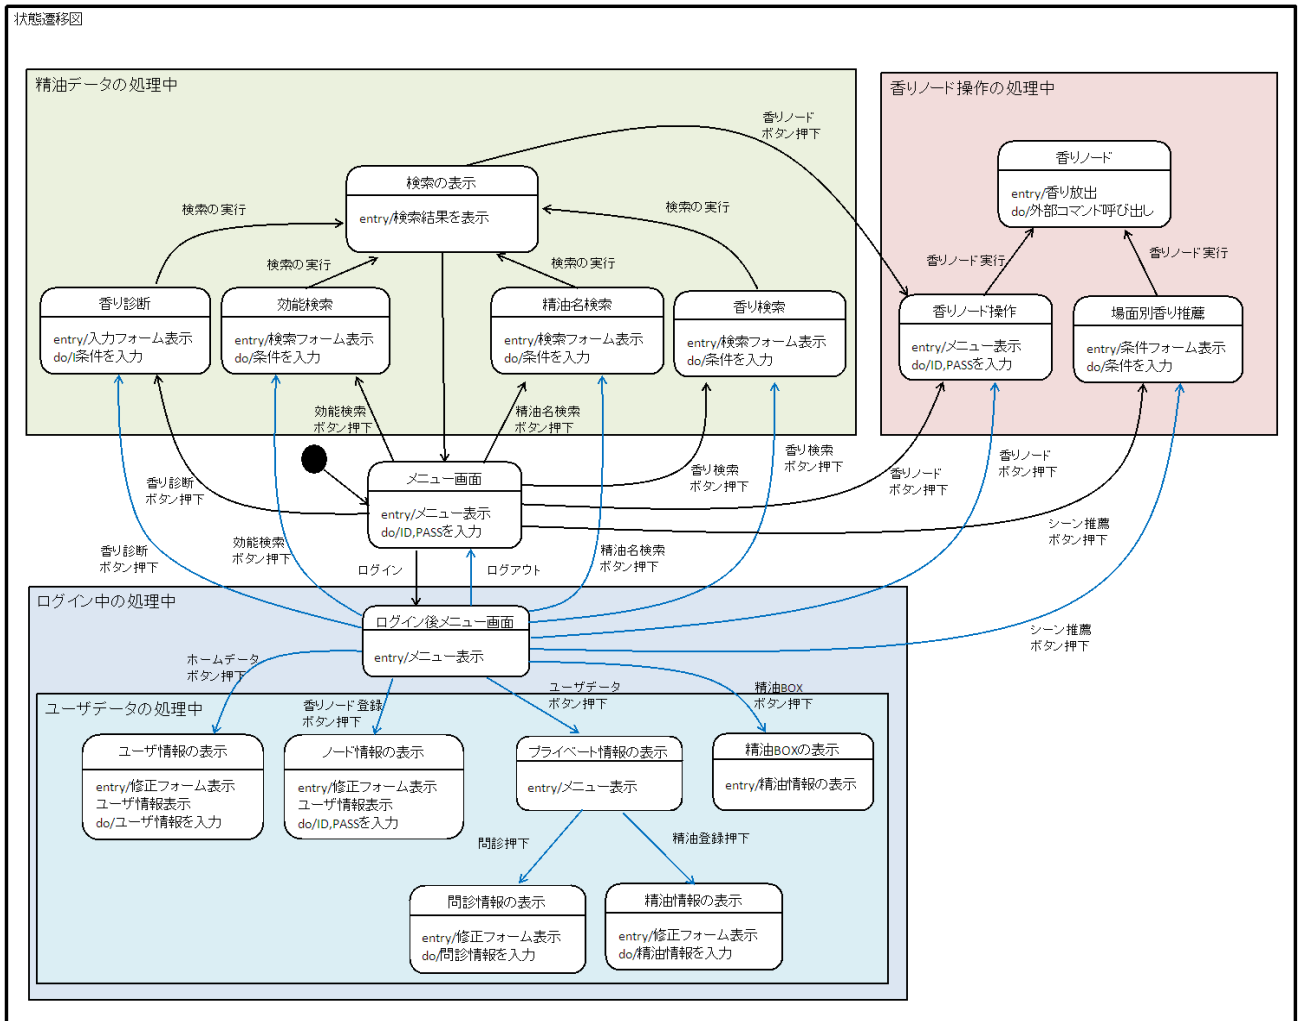 状態遷移図
精油データの処理中
香りノード操作の処理中
香りノード
ボタン押下
検索の表示
entry/検索結果を表示
香りノード
entry/香り放出
do/外部コマンド呼び出し
検索の実行
検索の実行
検索の実行
検索の実行
香りノード実行
香りノード実行
香り診断
entry/入力フォーム表示
do/I条件を入力
効能検索
entry/検索フォーム表示
do/条件を入力
精油名検索
entry/検索フォーム表示
do/条件を入力
香り検索
entry/検索フォーム表示
do/条件を入力
香りノード操作
entry/メニュー表示
do/ID,PASSを入力
場面別香り推薦
entry/条件フォーム表示
do/条件を入力
効能検索
ボタン押下
精油名検索
ボタン押下
香り検索
ボタン押下
香りノード
ボタン押下
香り診断
ボタン押下
メニュー画面
entry/メニュー表示
do/ID,PASSを入力
香り検索
ボタン押下
香りノード
ボタン押下
シーン推薦
ボタン押下
香り診断
ボタン押下
効能検索
ボタン押下
精油名検索
ボタン押下
ログイン
ログアウト
ログイン中の処理中
ログイン後メニュー画面
entry/メニュー表示
シーン推薦
ボタン押下
ホームデータ
ボタン押下
香りノード登録
ボタン押下
ユーザデータ
ボタン押下
精油BOX
ボタン押下
ユーザデータの処理中
ユーザ情報の表示
entry/修正フォーム表示
ユーザ情報表示
do/ユーザ情報を入力
ノード情報の表示
entry/修正フォーム表示
ユーザ情報表示
do/ID,PASSを入力
プライベート情報の表示
entry/メニュー表示
精油BOXの表示
entry/精油情報の表示
問診押下
精油登録押下
問診情報の表示
entry/修正フォーム表示
do/問診情報を入力
精油情報の表示
entry/修正フォーム表示
do/精油情報を入力